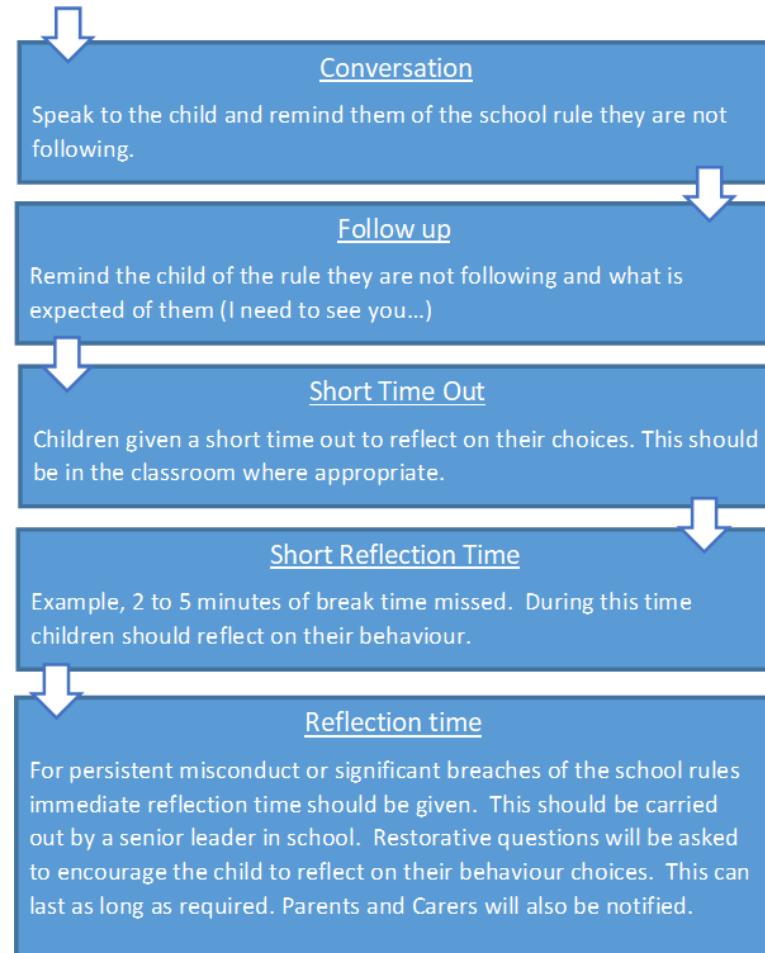 Conversation
Speak to the child and remind them of the school rule they are not
following.
Follow up
Remind the child of the rule they are not following and what is
expected of them (I need to see you…)
Short Time Out
Children given a short time out to reflect on their choices. This should
be in the classroom where appropriate.
Short Reflection Time
Example, 2 to 5 minutes of break time missed.  During this time
children should reflect on their behaviour.
Reflection time
For persistent misconduct or significant breaches of the school rules
immediate reflection time should be given.  This should be carried
out by a senior leader in school.  Restorative questions will be asked
to encourage the child to reflect on their behaviour choices.  This can
last as long as required. Parents and Carers will also be notified.